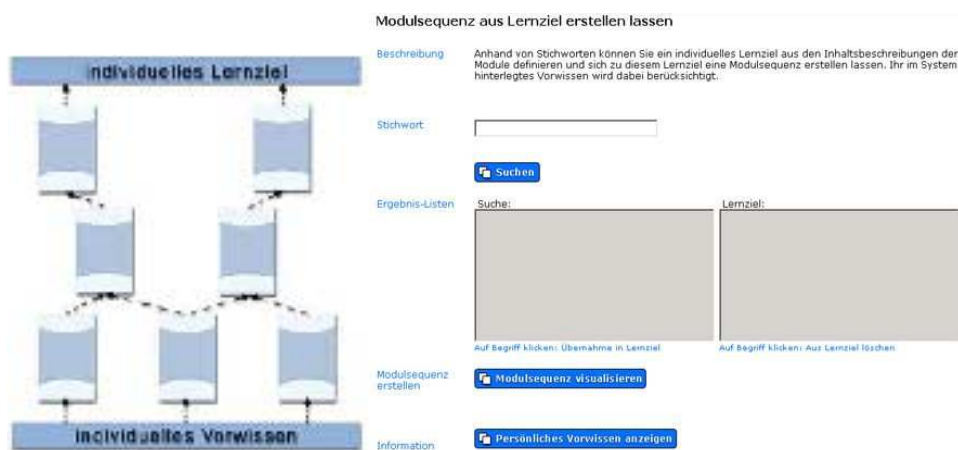 individuelles Lernziel
individuelles Vorwissen
Modulsequenz aus Lernziel erstellen lassen
Beschreibung
Anhand von Stichworten können Sie ein individuelles Lernziel aus den Inhaltsbeschreibungen der
Module definieren und sich zu diesem Lernziel eine Modulsequenz erstellen lassen. Ihr im System
hinterlegtes Vorwissen wird dabei berücksichtigt.
Stichwort
Suchen
Ergebnis-Listen
Suche:
Lernziel:
Auf Begriff klicken: Übernahme in Lernziel
Auf Begriff klicken: Aus Lernziel löschen
Modulsequenz
erstellen
Modulsequenz visualisieren
Information
Persönliches Vorwissen anzeigen